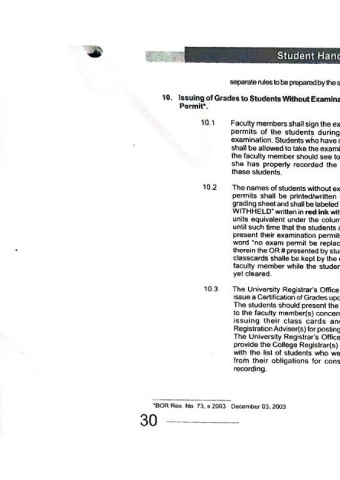 Student Hand
separate rules to be prepared by the s
10. Issuing of Grades to Students Without Examina
Permit*.
10.1 Faculty members shall sign the ex
permits of the students during
examination. Students who have s
shall be allowed to take the exami
the faculty member should see to
she has properly recorded the
these students.
10.2 The names of students without ex
permits shall be printed/written
grading sheet and shall be labeled
WITHHELD" written in red ink wit
units equivalent under the colum
until such time that the students a
present their examination permits
word "no exam permit be replac
therein the OR # presented by stud
classcards shalle be kept by the
faculty member while the studen
yet cleared.
10.3 The University Registrar's Office
issue a Certification of Grades upo
The students should present the
to the faculty member(s) concern
issuing their class cards and
Registration Adviser(s) for posting
The University Registrar's Office
provide the College Registrar(s)
with the list of students who we
from their obligations for cons
recording.
*BOR Res. No. 73, s 2003 December 03, 2003
30